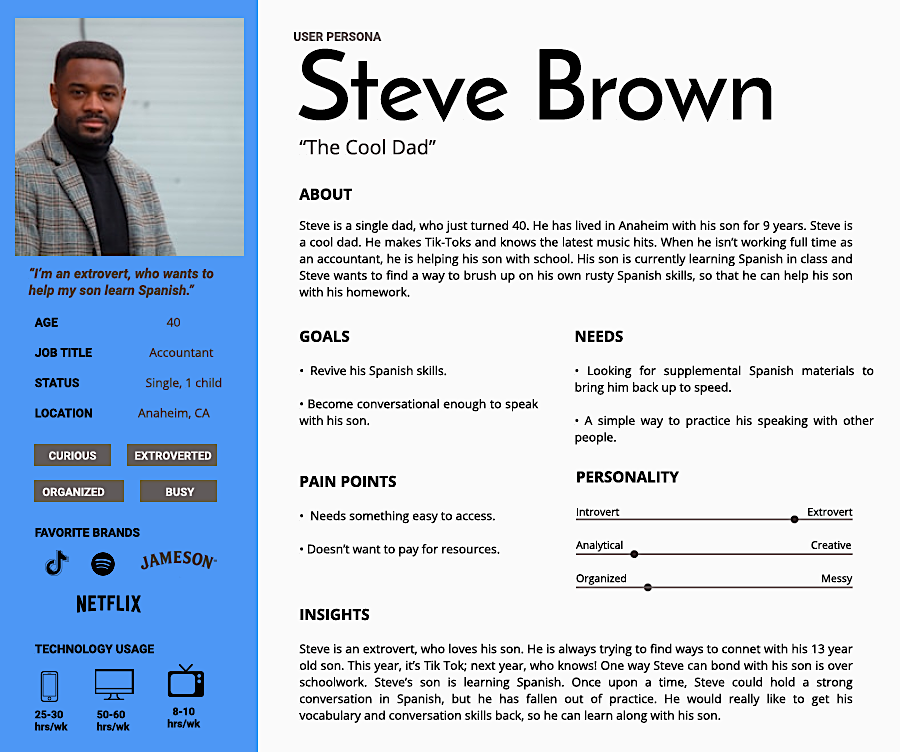 USER PERSONA
Steve Brown
“The Cool Dad”
“I’m an extrovert, who wants to
help my son learn Spanish.”
AGE 40
JOB TITLE Accountant
STATUS Single, 1 child
LOCATION Anaheim, CA
CURIOUS EXTROVERTED
ORGANIZED BUSY
FAVORITE BRANDS
JAMESON
NETFLIX
TECHNOLOGY USAGE
25-30
hrs/wk
50-60
hrs/wk
8-10
hrs/wk
ABOUT
Steve is a single dad, who just turned 40. He has lived in Anaheim with his son for 9 years. Steve is
a cool dad. He makes Tik-Toks and knows the latest music hits. When he isn’t working full time as
an accountant, he is helping his son with school. His son is currently learning Spanish in class and
Steve wants to find a way to brush up on his own rusty Spanish skills, so that he can help his son
with his homework.
GOALS
• Revive his Spanish skills.
• Become conversational enough to speak
with his son.
NEEDS
• Looking for supplemental Spanish materials to
bring him back up to speed.
• A simple way to practice his speaking with other
people.
PAIN POINTS
• Needs something easy to access.
• Doesn’t want to pay for resources.
PERSONALITY
Introvert Extrovert
Analytical Creative
Organized Messy
INSIGHTS
Steve is an extrovert, who loves his son. He is always trying to find ways to connet with his 13 year
old son. This year, it’s Tik Tok; next year, who knows! One way Steve can bond with his son is over
schoolwork. Steve’s son is learning Spanish. Once upon a time, Steve could hold a strong
conversation in Spanish, but he has fallen out of practice. He would really like to get his
vocabulary and conversation skills back, so he can learn along with his son.